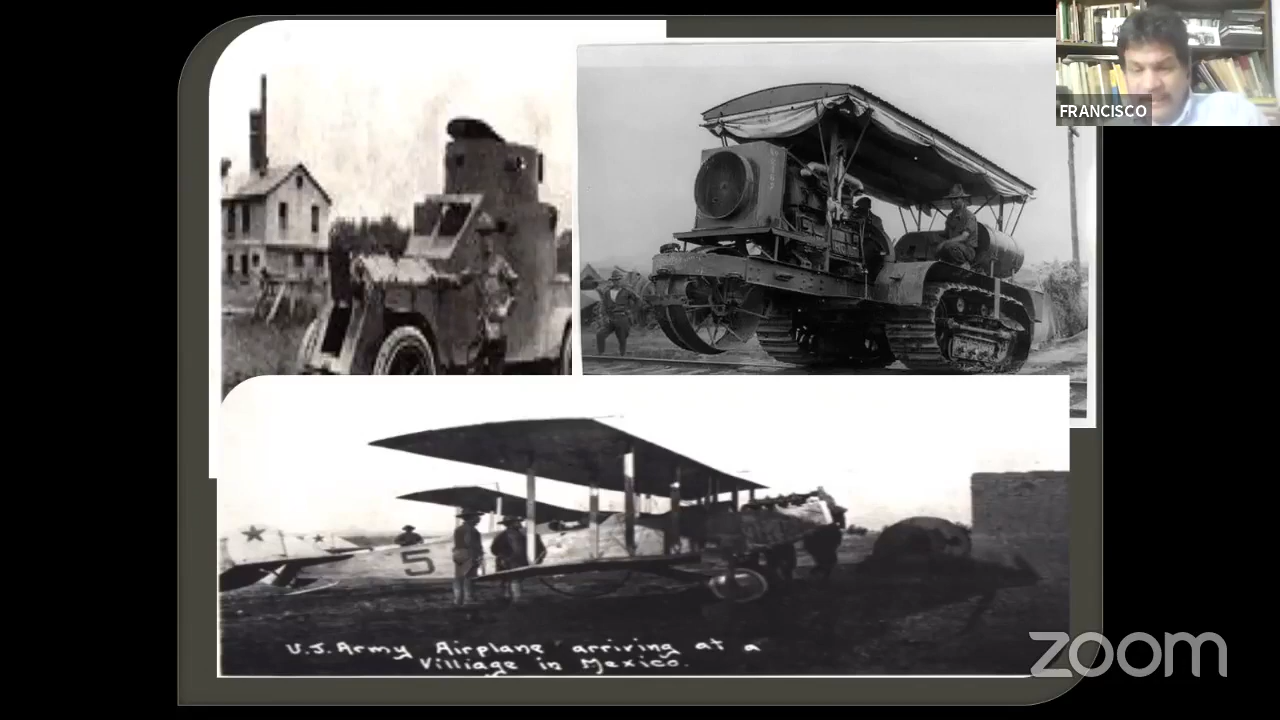 FRANCISCO
5
U.S. Army Airplane arriving at a
Villiage in Mexico.
zoom